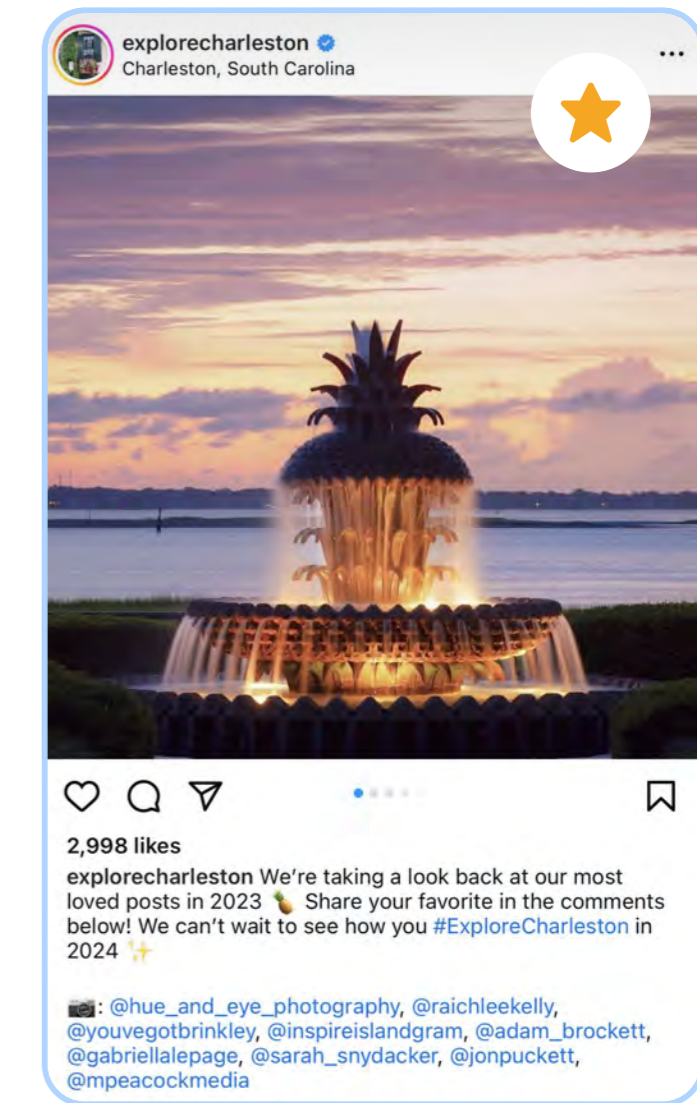 explorecharleston
Charleston, South Carolina
2,998 likes
explorecharleston We’re taking a look back at our most
loved posts in 2023 🍍 Share your favorite in the comments
below! We can’t wait to see how you #ExploreCharleston in
2024 ✨
📷: @hue_and_eye_photography, @raichleekelly,
@youvegotbrinkley, @inspireislandgram, @adam_brockett,
@gabriellalepage, @sarah_snydacker, @jonpuckett,
@mpeacockmedia